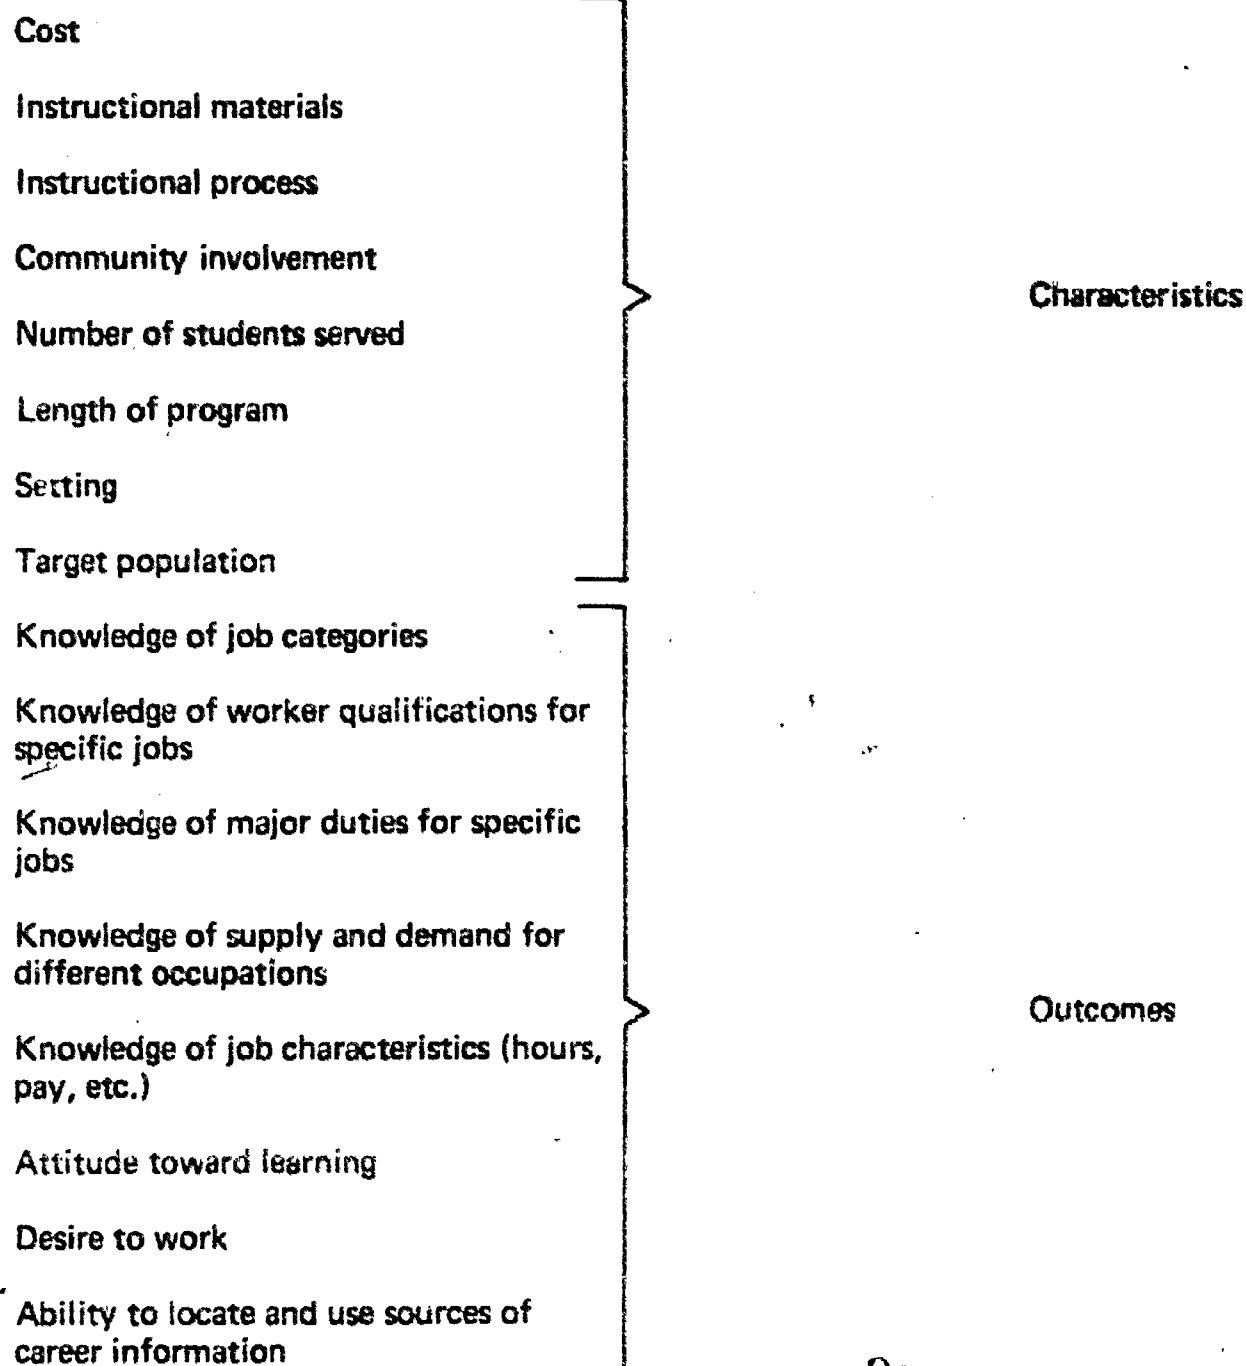 Cost
Instructional materials
Instructional process
Community involvement
Characteristics
Number of students served
Length of program
Setting
Target population
Knowledge of job categories
Knowledge of worker qualifications for
specific jobs
Knowledge of major duties for specific
jobs
Knowledge of supply and demand for
different occupations
Outcomes
Knowledge of job characteristics (hours,
pay, etc.)
Attitude toward learning
Desire to work
Ability to locate and use sources of
career information